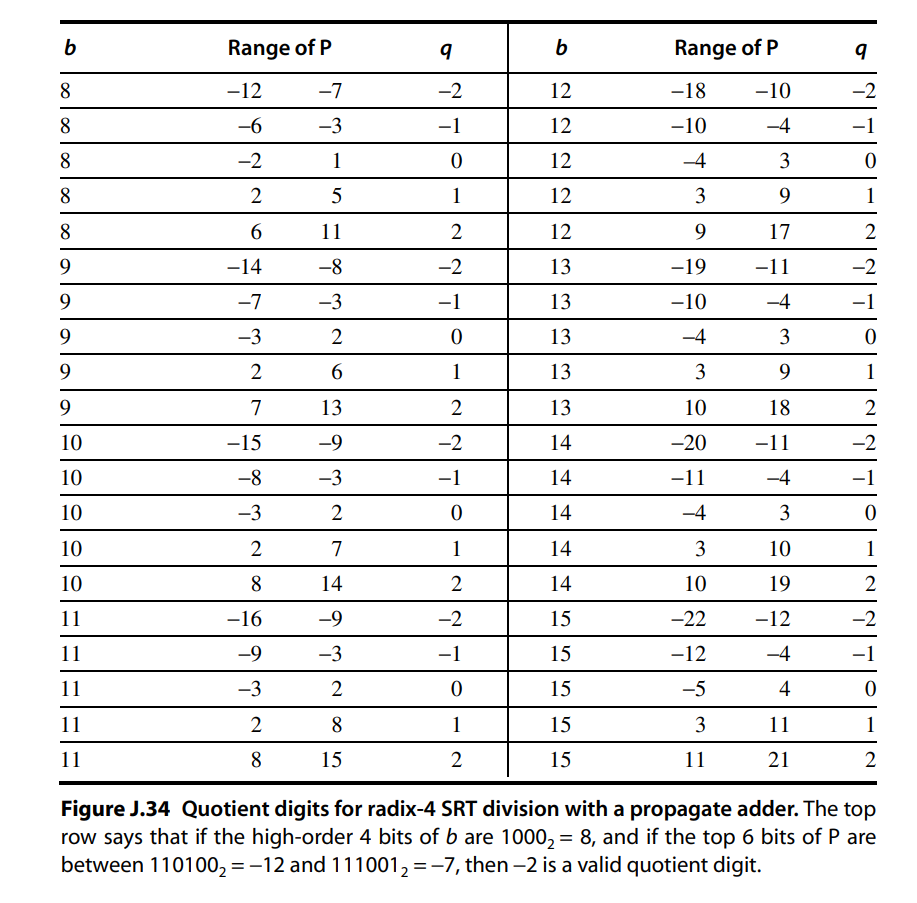 b Range of P q b Range of P q
8 –12 –7 –2 12 –18 –10 –2
8 –6 –3 –1 12 –10 –4 –1
8 –2 1 0 12 –4 3 0
8 2 5 1 12 3 9 1
8 6 11 2 12 9 17 2
9 –14 –8 –2 13 –19 –11 –2
9 –7 –3 –1 13 –10 –4 –1
9 –3 2 0 13 –4 3 0
9 2 6 1 13 3 9 1
9 7 13 2 13 10 18 2
10 –15 –9 –2 14 –20 –11 –2
10 –8 –3 –1 14 –11 –4 –1
10 –3 2 0 14 –4 3 0
10 2 7 1 14 3 10 1
10 8 14 2 14 10 19 2
11 –16 –9 –2 15 –22 –12 –2
11 –9 –3 –1 15 –12 –4 –1
11 –3 2 0 15 –5 4 0
11 2 8 1 15 3 11 1
11 8 15 2 15 11 21 2
Figure J.34 Quotient digits for radix-4 SRT division with a propagate adder. The top
row says that if the high-order 4 bits of b are 1000₂ = 8, and if the top 6 bits of P are
between 110100₂ = –12 and 111001₂ = –7, then –2 is a valid quotient digit.